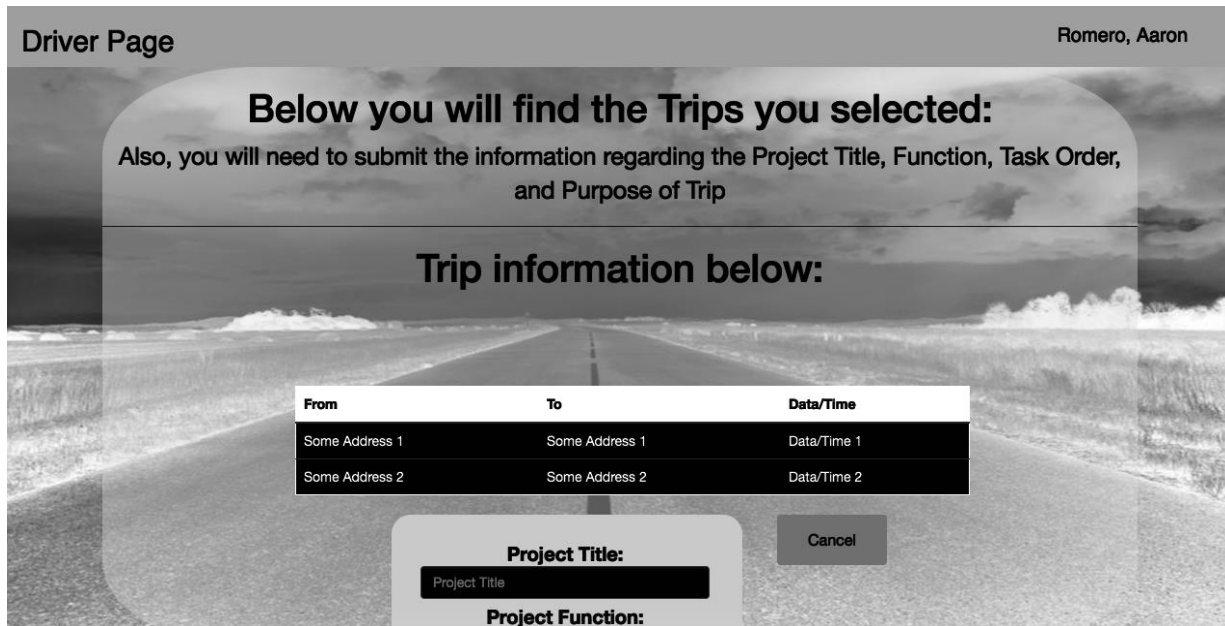 Driver Page
Romero, Aaron
Below you will find the Trips you selected:
Also, you will need to submit the information regarding the Project Title, Function, Task Order,
and Purpose of Trip
Trip information below:
From To Data/Time
Some Address 1 Some Address 1 Data/Time 1
Some Address 2 Some Address 2 Data/Time 2
Cancel
Project Title:
Project Title
Project Function: